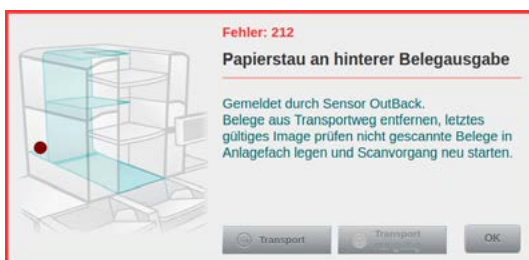 Fehler: 212
Papierstau an hinterer Belegausgabe
Gemeldet durch Sensor OutBack.
Belege aus Transportweg entfernen, letztes
gültiges Image prüfen nicht gescannte Belege in
Anlagefach legen und Scanvorgang neu starten.
Transport
Transport
OK